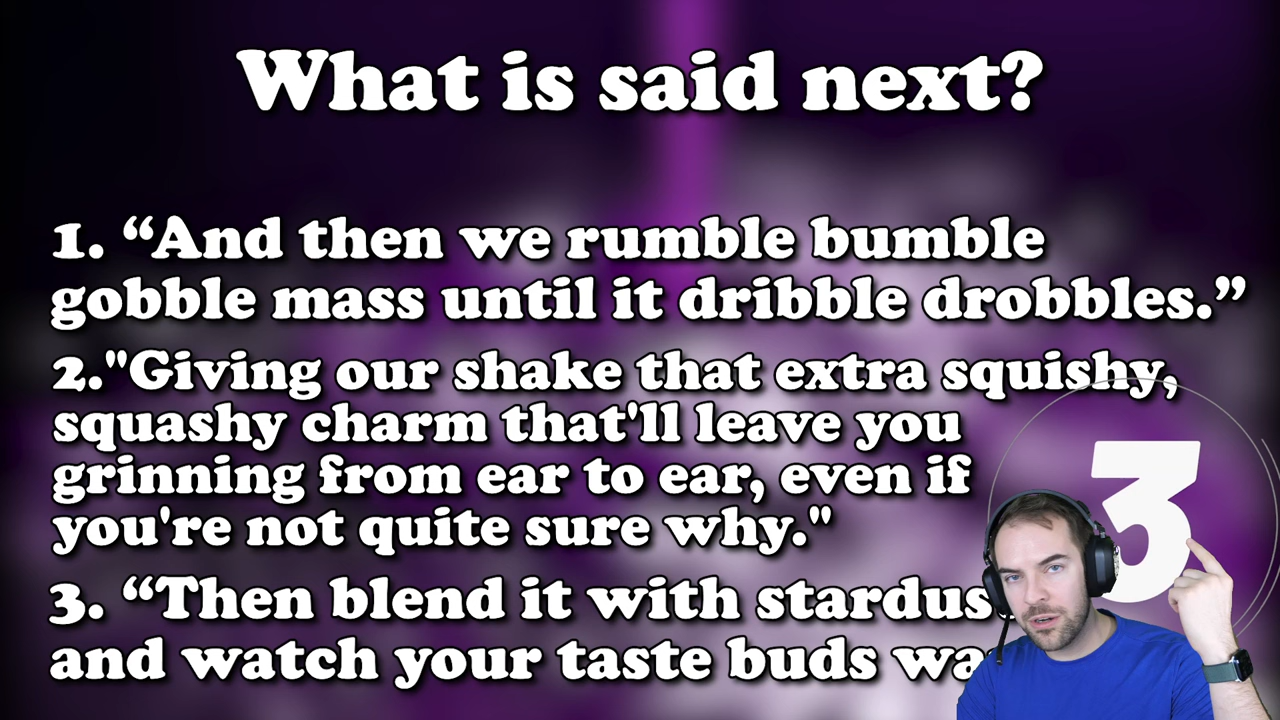 What is said next?
1. “And then we rumble bumble
gobble mass until it dribble drobbles.”
2."Giving our shake that extra squishy,
squashy charm that'll leave you
grinning from ear to ear, even if
you're not quite sure why."
3. “Then blend it with
and watch your taste buds
3